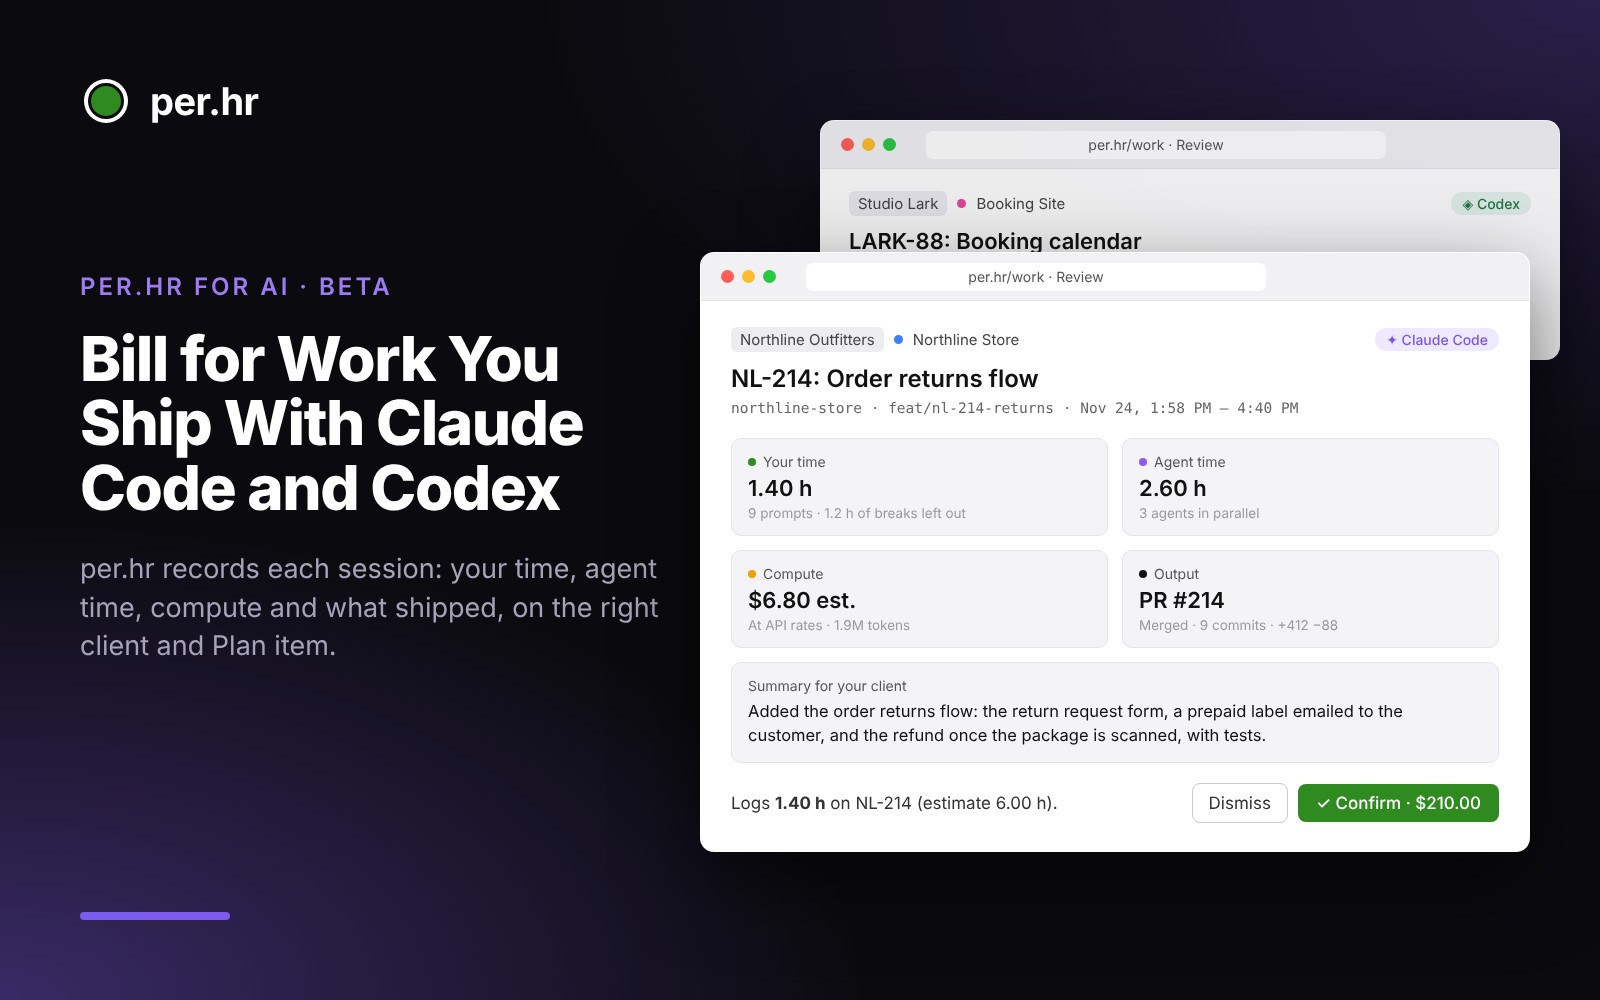 per.hr
PER.HR FOR AI · BETA
Bill for Work You
Ship With Claude
Code and Codex
per.hr records each session: your time, agent
time, compute and what shipped, on the right
client and Plan item.
per.hr/work · Review
Studio Lark Booking Site
◈ Codex
LARK-88: Booking calendar
per.hr/work · Review
Northline Outfitters Northline Store
✦ Claude Code
NL-214: Order returns flow
northline-store · feat/nl-214-returns · Nov 24, 1:58 PM – 4:40 PM
Your time
1.40 h
9 prompts · 1.2 h of breaks left out
Agent time
2.60 h
3 agents in parallel
Compute
$6.80 est.
At API rates · 1.9M tokens
Output
PR #214
Merged · 9 commits · +412 −88
Summary for your client
Added the order returns flow: the return request form, a prepaid label emailed to the
customer, and the refund once the package is scanned, with tests.
Logs 1.40 h on NL-214 (estimate 6.00 h).
Dismiss
✓ Confirm · $210.00